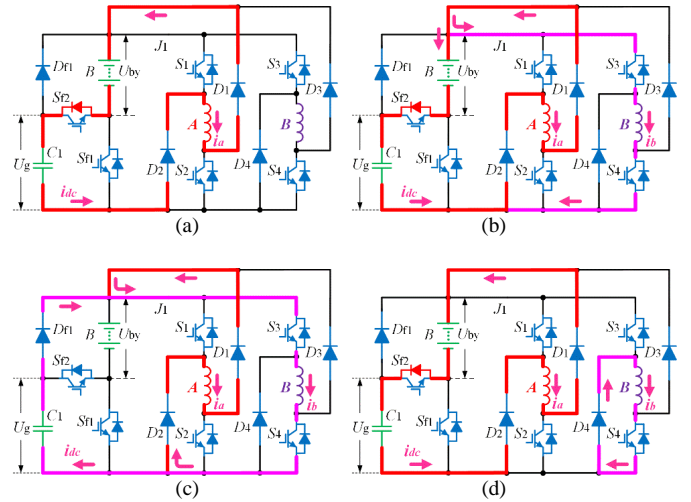 J1
S1
S3
Df1
B
Uby
D1
D3
Sf2
A
ia
B
Ug
C1
Sf1
D2
S2
D4
S4
idc
(a)
J1
S1
S3
Df1
B
Uby
D1
D3
Sf2
A
ia
B
ib
Ug
C1
Sf1
D2
S2
D4
S4
idc
(b)
J1
S1
S3
Df1
B
Uby
D1
D3
Sf2
A
ia
B
ib
Ug
C1
Sf1
D2
S2
D4
S4
idc
(c)
J1
S1
S3
Df1
B
Uby
D1
D3
Sf2
A
ia
B
ib
Ug
C1
Sf1
D2
S2
D4
S4
idc
(d)